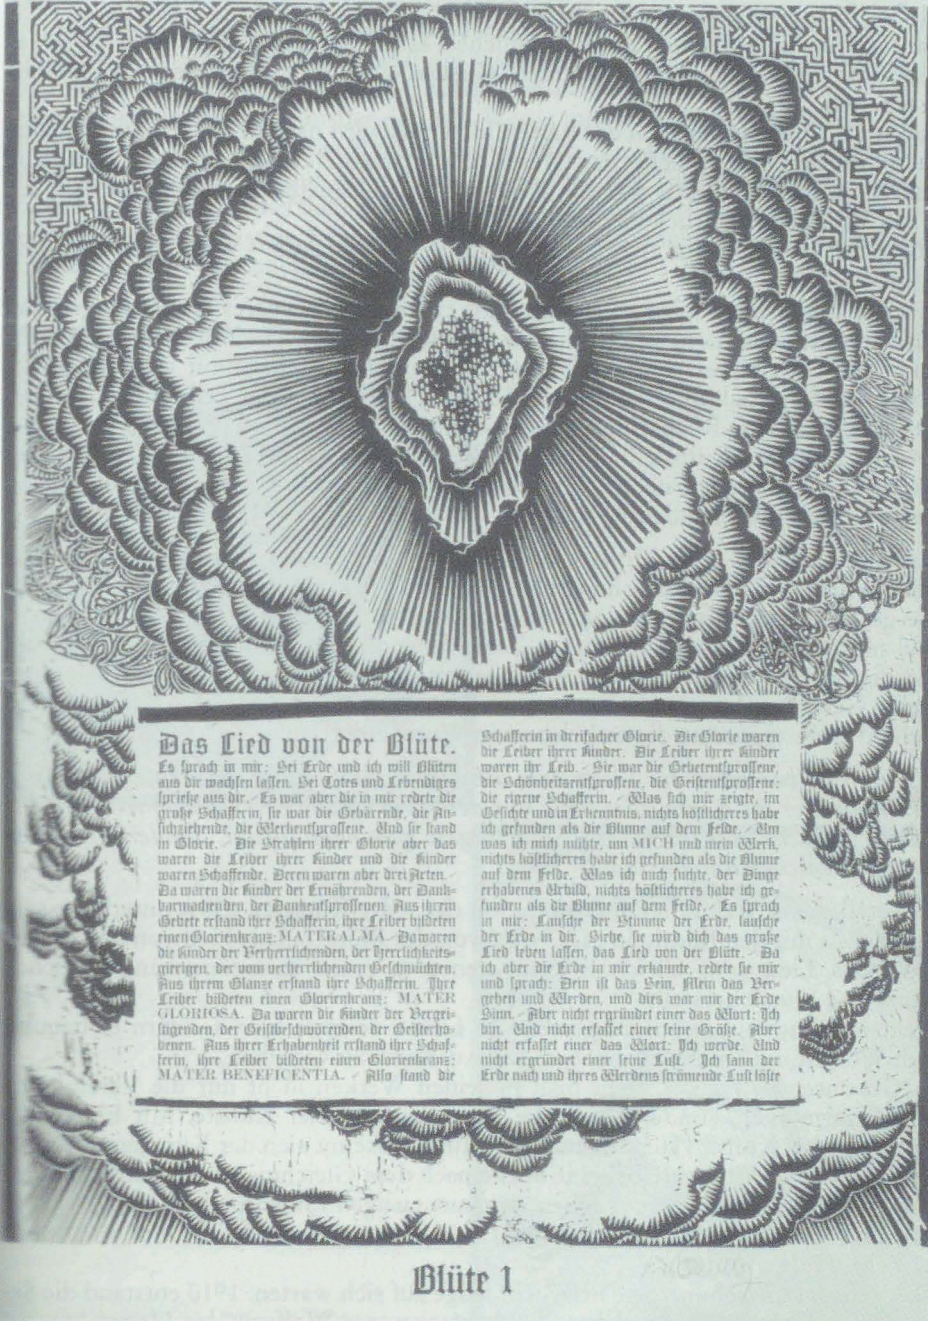 Das Lied von der Blüte.
Es sprach in mir: Sei Erde und ich will Blüten
aus dir wachsen lassen. Sei Totes und Lebendiges
sprieße aus dir. Es war aber die in mir redete die
große Schafferin, sie war die Gebärende, die An-
sichziehende, die Werkentsprossene. Und sie stand
in Glorie. Die Strahlen ihrer Glorie aber das
waren die Leiber ihrer Kinder und die Kinder
waren Schaffende. Deren waren aber drei Arten.
Da waren die Kinder der Ernährenden, der Dank-
barmachenden, der Dankentsprossenen. Aus ihrem
Gebete erstand ihre Schafferin, ihre Leiber bildeten
einen Glorienkranz: MATER ALMA. Da waren
die Kinder der Verherrlichenden, der Herrlichkeits-
gierigen, der vom verherrlichenden Geschmückten.
Aus ihrem Glanze erstand ihre Schafferin. Ihre
Leiber bildeten einen Glorienkranz: MATER
GLORIOSA. Da waren die Kinder der Vergei-
stigenden, der Geistbeschwörenden, der Geisterha-
benen. Aus ihrer Erhabenheit erstand ihre Schaf-
ferin, ihre Leiber bildeten einen Glorienkranz:
MATER BENEFICENTIA. Also stand die
Schafferin in dreifacher Glorie. Die Glorie waren
die Leiber ihrer Kinder. Die Leiber ihrer Kinder
waren ihr Leib. Sie war die Gebetentsprossene,
die Schönheitsentsprossene, die Geistentsprossene:
die eigene Schafferin. Was sich mir zeigte, im
Gesichte und in Erkenntnis, nichts köstlicheres habe
ich gefunden als die Blume auf dem Felde. Um
was ich mich mühte, um MICH und mein Werk,
nichts köstlicheres habe ich gefunden als die Blume
auf dem Felde. Was ich auch suchte, der Dinge
erhabenes Urbild, nichts köstlicheres habe ich ge-
funden als die Blume auf dem Felde. Es sprach
in mir: Lausche der Stimme der Erde, lausche
der Erde in dir. Siehe, sie wird dich das große
Lied leben lassen, das Lied von der Blüte. Da
ich aber die Erde in mir erkannte, redete sie mir
und sprach: Dein ist das Sein, Mein das Ver-
gehen und Werden, und dies war mir der Erde
Sinn. Aber nicht ergründet einer das Wort: Ich
bin. Und nicht erfasset einer seine Größe. Aber
nicht erfasset einer das Wort: Ich werde. Und
nicht ergründet einer seine Lust. Ich sann der
Erde nach und ihres Werdens strömende Lust löste
Blüte 1